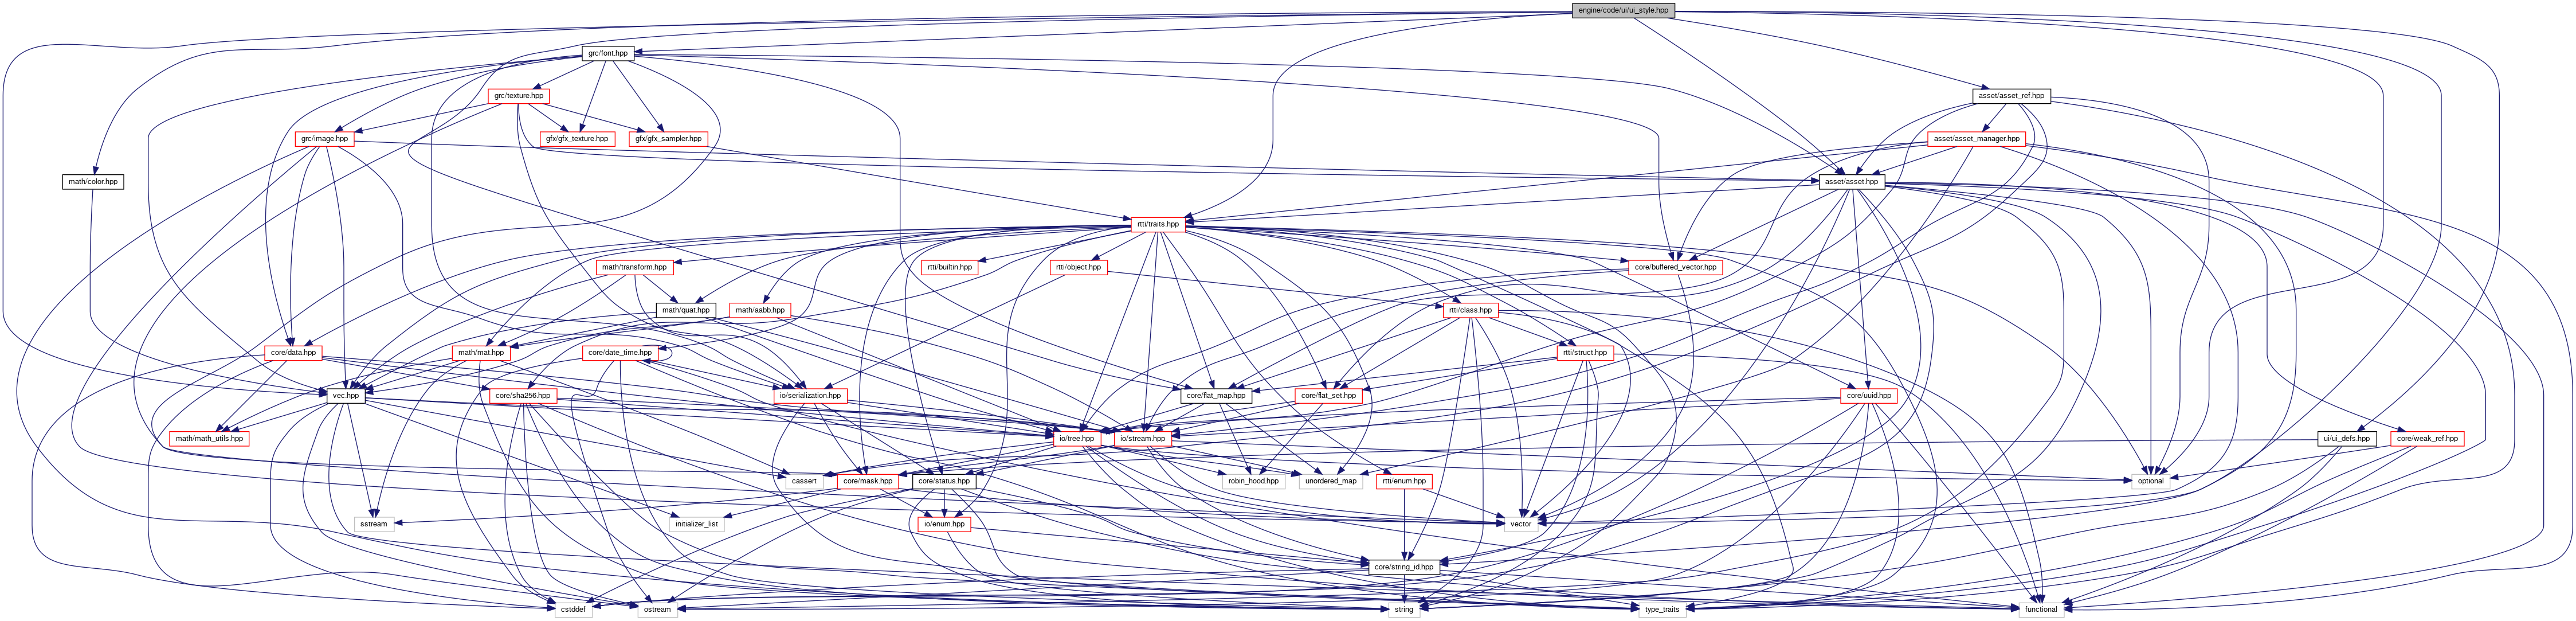 engine/code/ui/ui_style.hpp
grc/font.hpp
grc/texture.hpp
asset/asset_ref.hpp
grc/image.hpp
gfx/gfx_texture.hpp
gfx/gfx_sampler.hpp
asset/asset_manager.hpp
math/color.hpp
asset/asset.hpp
rtti/traits.hpp
math/transform.hpp
rtti/builtin.hpp
rtti/object.hpp
core/buffered_vector.hpp
math/quat.hpp
math/aabb.hpp
rtti/class.hpp
core/data.hpp
math/mat.hpp
core/date_time.hpp
rtti/struct.hpp
vec.hpp
core/sha256.hpp
io/serialization.hpp
core/flat_map.hpp
core/flat_set.hpp
core/uuid.hpp
math/math_utils.hpp
io/tree.hpp
io/stream.hpp
ui/ui_defs.hpp
core/weak_ref.hpp
cassert
core/mask.hpp
core/status.hpp
robin_hood.hpp
unordered_map
rtti/enum.hpp
optional
sstream
initializer_list
io/enum.hpp
vector
core/string_id.hpp
cstddef
ostream
string
type_traits
functional